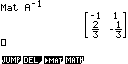 Mat A⁻¹
[ -1 1 ]
[ 2/3 -1/3 ]
JUMP DEL▸ ▸MAT MATH